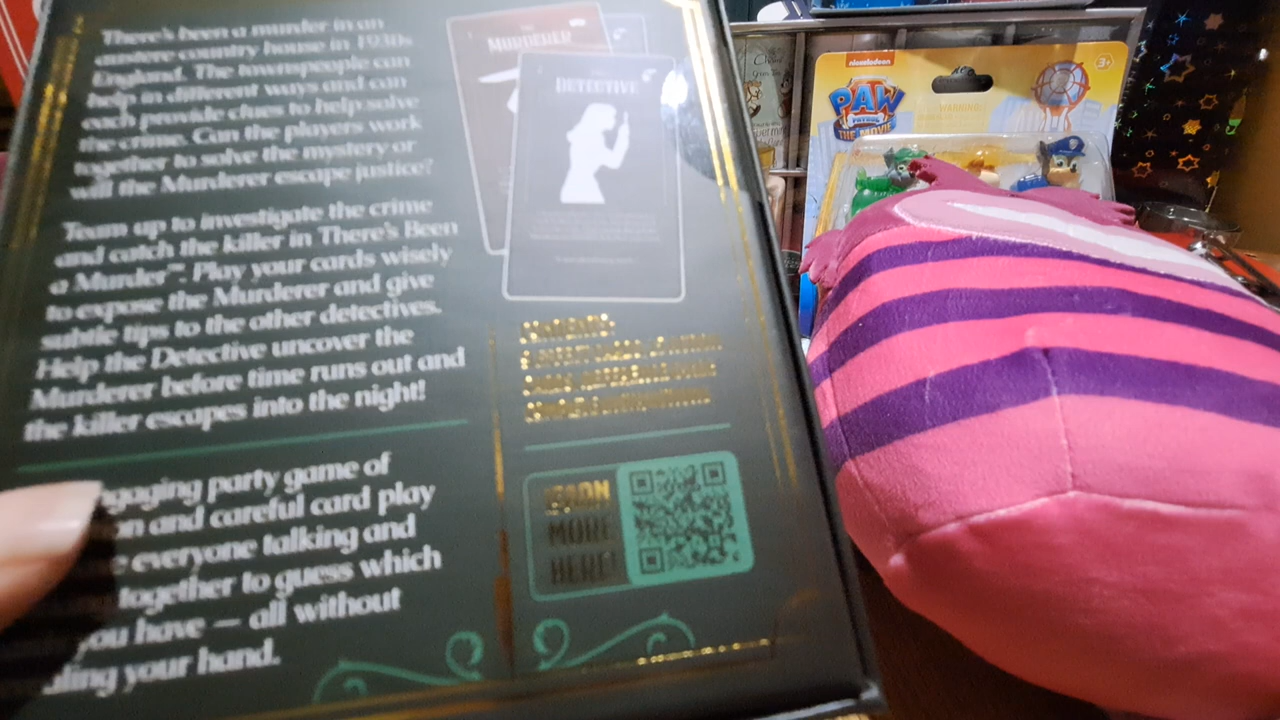 There's been a murder in an
austere country house in 1930s
England. The townspeople can
help in different ways and can
each provide clues to help solve
the crime. Can the players work
together to solve the mystery or
will the Murderer escape justice?
Team up to investigate the crime
and catch the killer in There's Been
a Murder™. Play your cards wisely
to expose the Murderer and give
subtle tips to the other detectives.
Help the Detective uncover the
Murderer before time runs out and
the killer escapes into the night!
ngaging party game of
and careful card play
everyone talking and
together to guess which
you have — all without
your hand.
MURDERER
DETECTIVE
CONTENTS:
LEARN
MORE
HERE!
nickelodeon
3+
PAW
PATROL
THE MOVIE
WARNING!